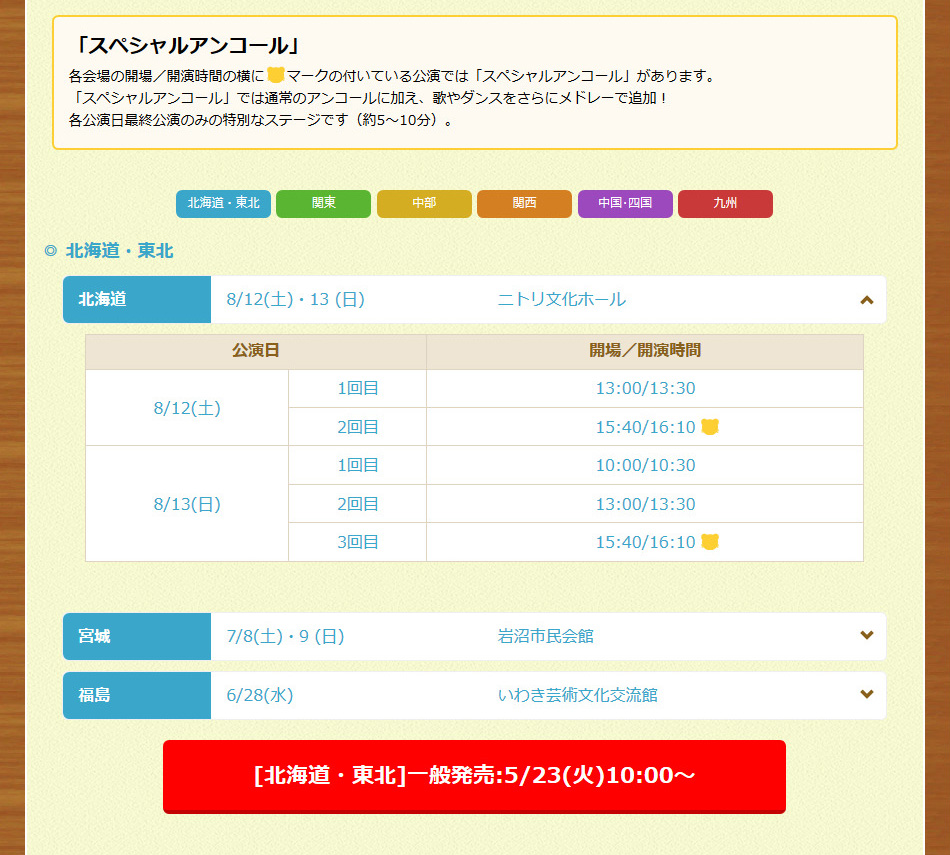 「スペシャルアンコール」
各会場の開場／開演時間の横に マークの付いている公演では「スペシャルアンコール」があります。
「スペシャルアンコール」では通常のアンコールに加え、歌やダンスをさらにメドレーで追加！
各公演日最終公演のみの特別なステージです（約5～10分）。
北海道・東北 関東 中部 関西 中国･四国 九州
◎ 北海道・東北
北海道 8/12(土)・13 (日) ニトリ文化ホール
公演日 開場／開演時間
8/12(土) 1回目 13:00/13:30
2回目 15:40/16:10
8/13(日) 1回目 10:00/10:30
2回目 13:00/13:30
3回目 15:40/16:10
宮城 7/8(土)・9 (日) 岩沼市民会館
福島 6/28(水) いわき芸術文化交流館
[北海道・東北]一般発売:5/23(火)10:00～